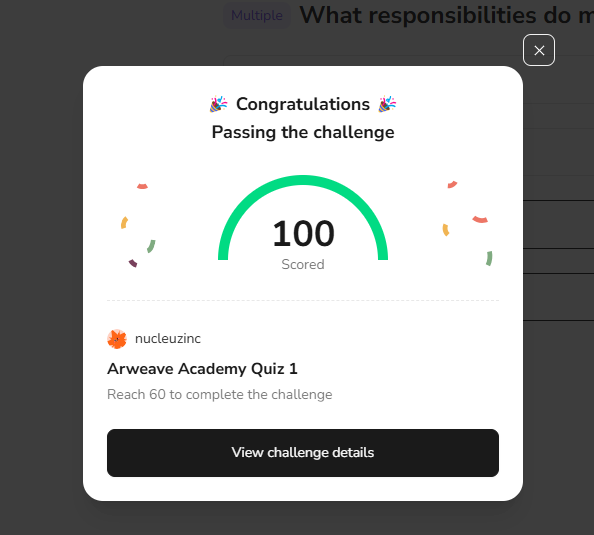 Multiple What responsibilities do m
Congratulations
Passing the challenge
100
Scored
nucleuzinc
Arweave Academy Quiz 1
Reach 60 to complete the challenge
View challenge details